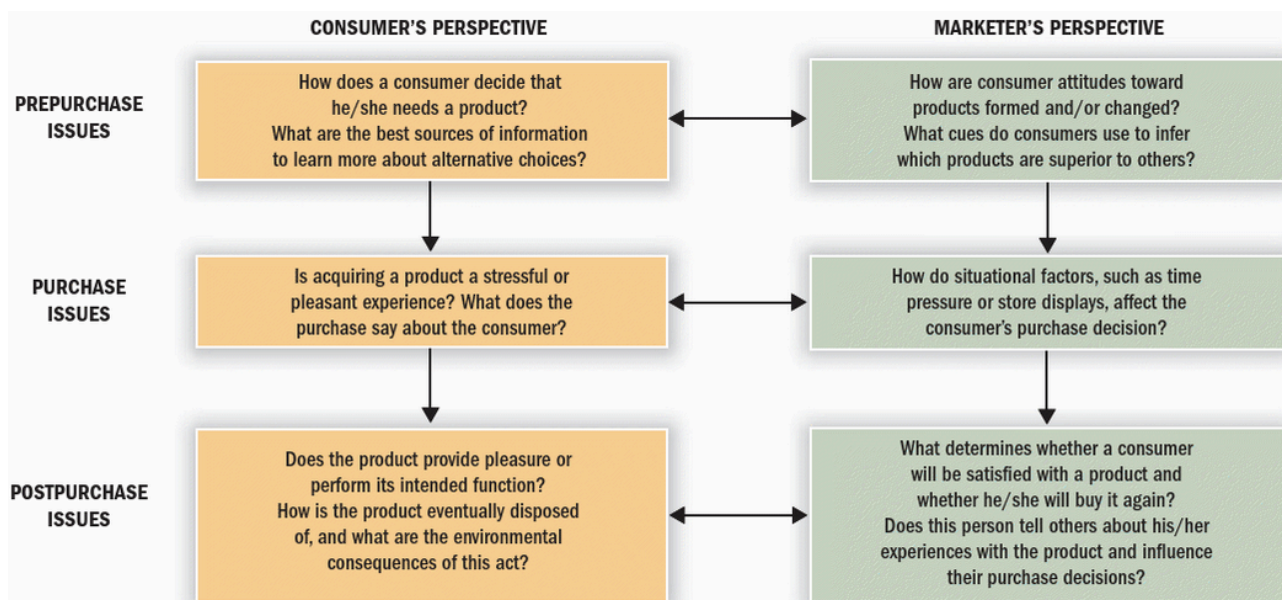 CONSUMER'S PERSPECTIVE
MARKETER'S PERSPECTIVE
PREPURCHASE
ISSUES
How does a consumer decide that
he/she needs a product?
What are the best sources of information
to learn more about alternative choices?
How are consumer attitudes toward
products formed and/or changed?
What cues do consumers use to infer
which products are superior to others?
PURCHASE
ISSUES
Is acquiring a product a stressful or
pleasant experience? What does the
purchase say about the consumer?
How do situational factors, such as time
pressure or store displays, affect the
consumer's purchase decision?
POSTPURCHASE
ISSUES
Does the product provide pleasure or
perform its intended function?
How is the product eventually disposed
of, and what are the environmental
consequences of this act?
What determines whether a consumer
will be satisfied with a product and
whether he/she will buy it again?
Does this person tell others about his/her
experiences with the product and influence
their purchase decisions?